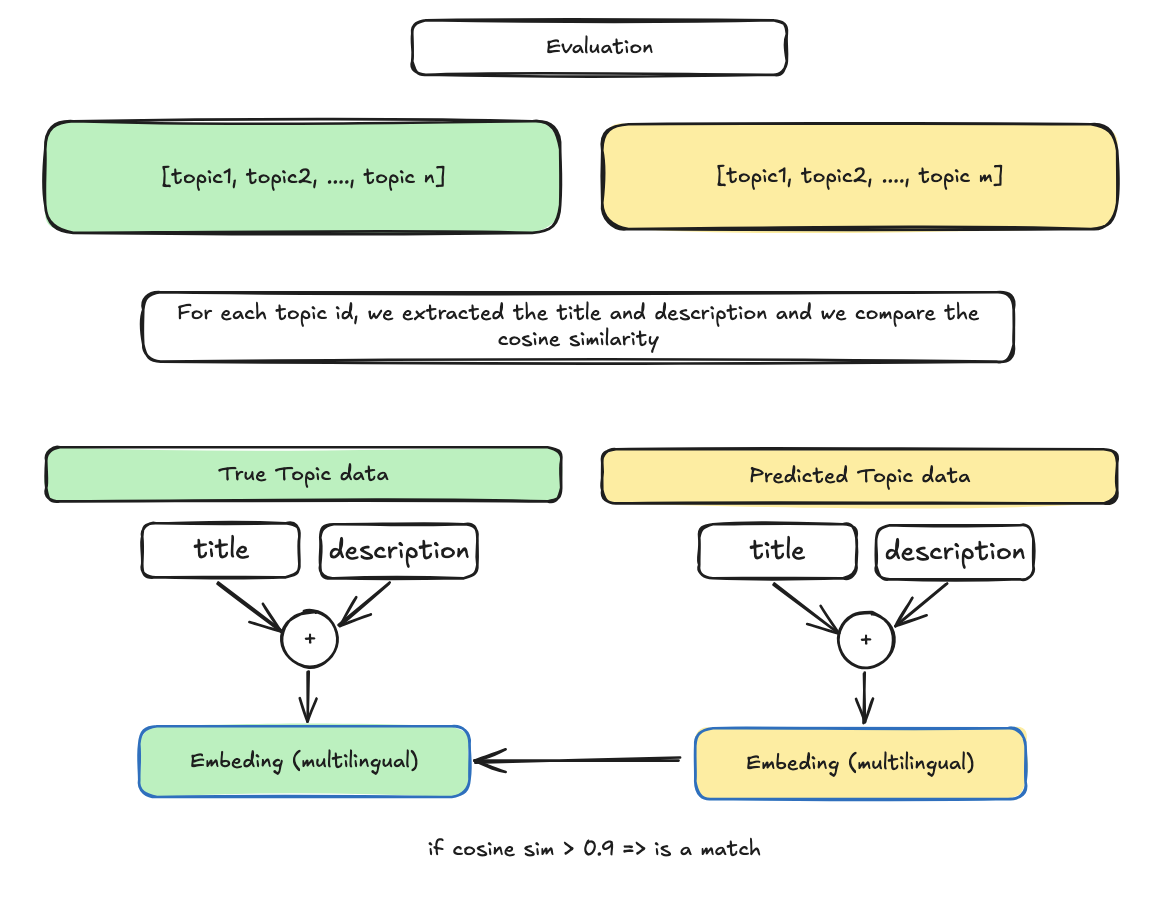 Evaluation
[topic1, topic2, ...., topic n]
[topic1, topic2, ...., topic m]
For each topic id, we extracted the title and description and we compare the
cosine similarity
True Topic data
Predicted Topic data
title
description
title
description
+
+
Embeding (multilingual)
Embeding (multilingual)
if cosine sim > 0.9 => is a match